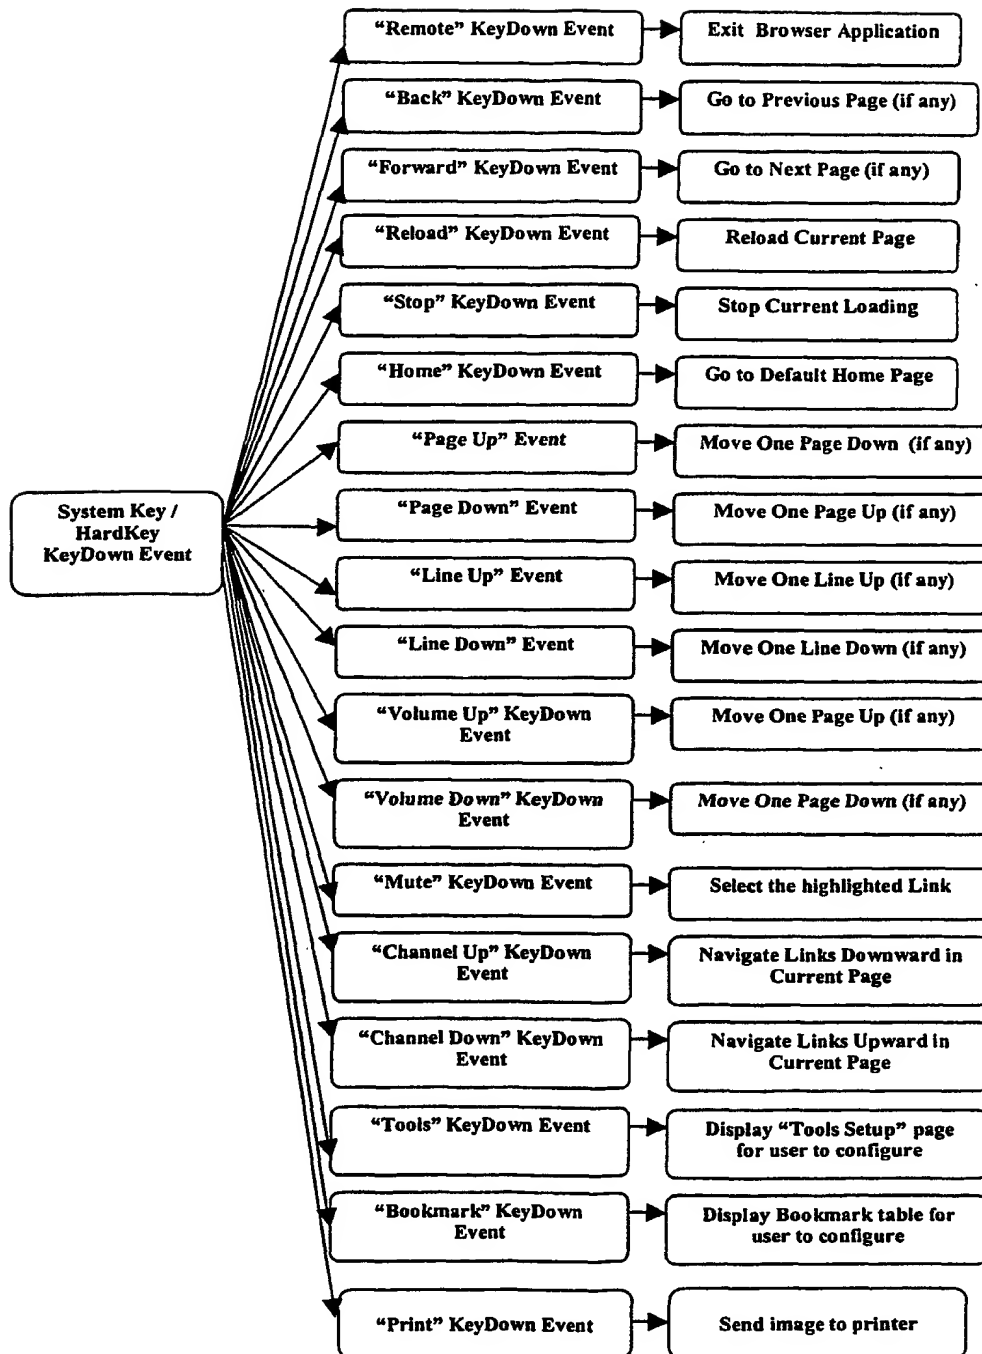 “Remote” KeyDown Event
Exit Browser Application
“Back” KeyDown Event
Go to Previous Page (if any)
“Forward” KeyDown Event
Go to Next Page (if any)
“Reload” KeyDown Event
Reload Current Page
“Stop” KeyDown Event
Stop Current Loading
“Home” KeyDown Event
Go to Default Home Page
“Page Up” Event
Move One Page Down (if any)
System Key /
HardKey
KeyDown Event
“Page Down” Event
Move One Page Up (if any)
“Line Up” Event
Move One Line Up (if any)
“Line Down” Event
Move One Line Down (if any)
“Volume Up” KeyDown
Event
Move One Page Up (if any)
“Volume Down” KeyDown
Event
Move One Page Down (if any)
“Mute” KeyDown Event
Select the highlighted Link
“Channel Up” KeyDown
Event
Navigate Links Downward in
Current Page
“Channel Down” KeyDown
Event
Navigate Links Upward in
Current Page
“Tools” KeyDown Event
Display “Tools Setup” page
for user to configure
“Bookmark” KeyDown
Event
Display Bookmark table for
user to configure
“Print” KeyDown Event
Send image to printer